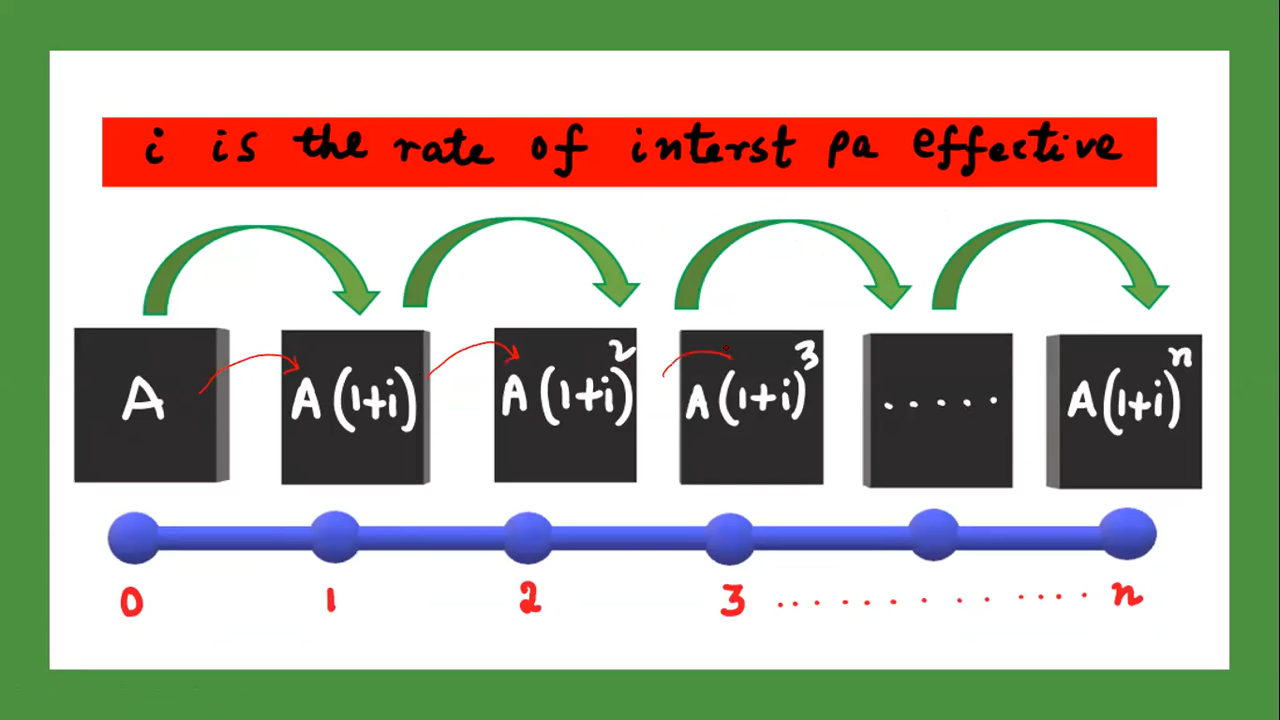 i is the rate of interst pa effective
A A(1+i) A(1+i)² A(1+i)³ ..... A(1+i)ⁿ
0 1 2 3 .............. n